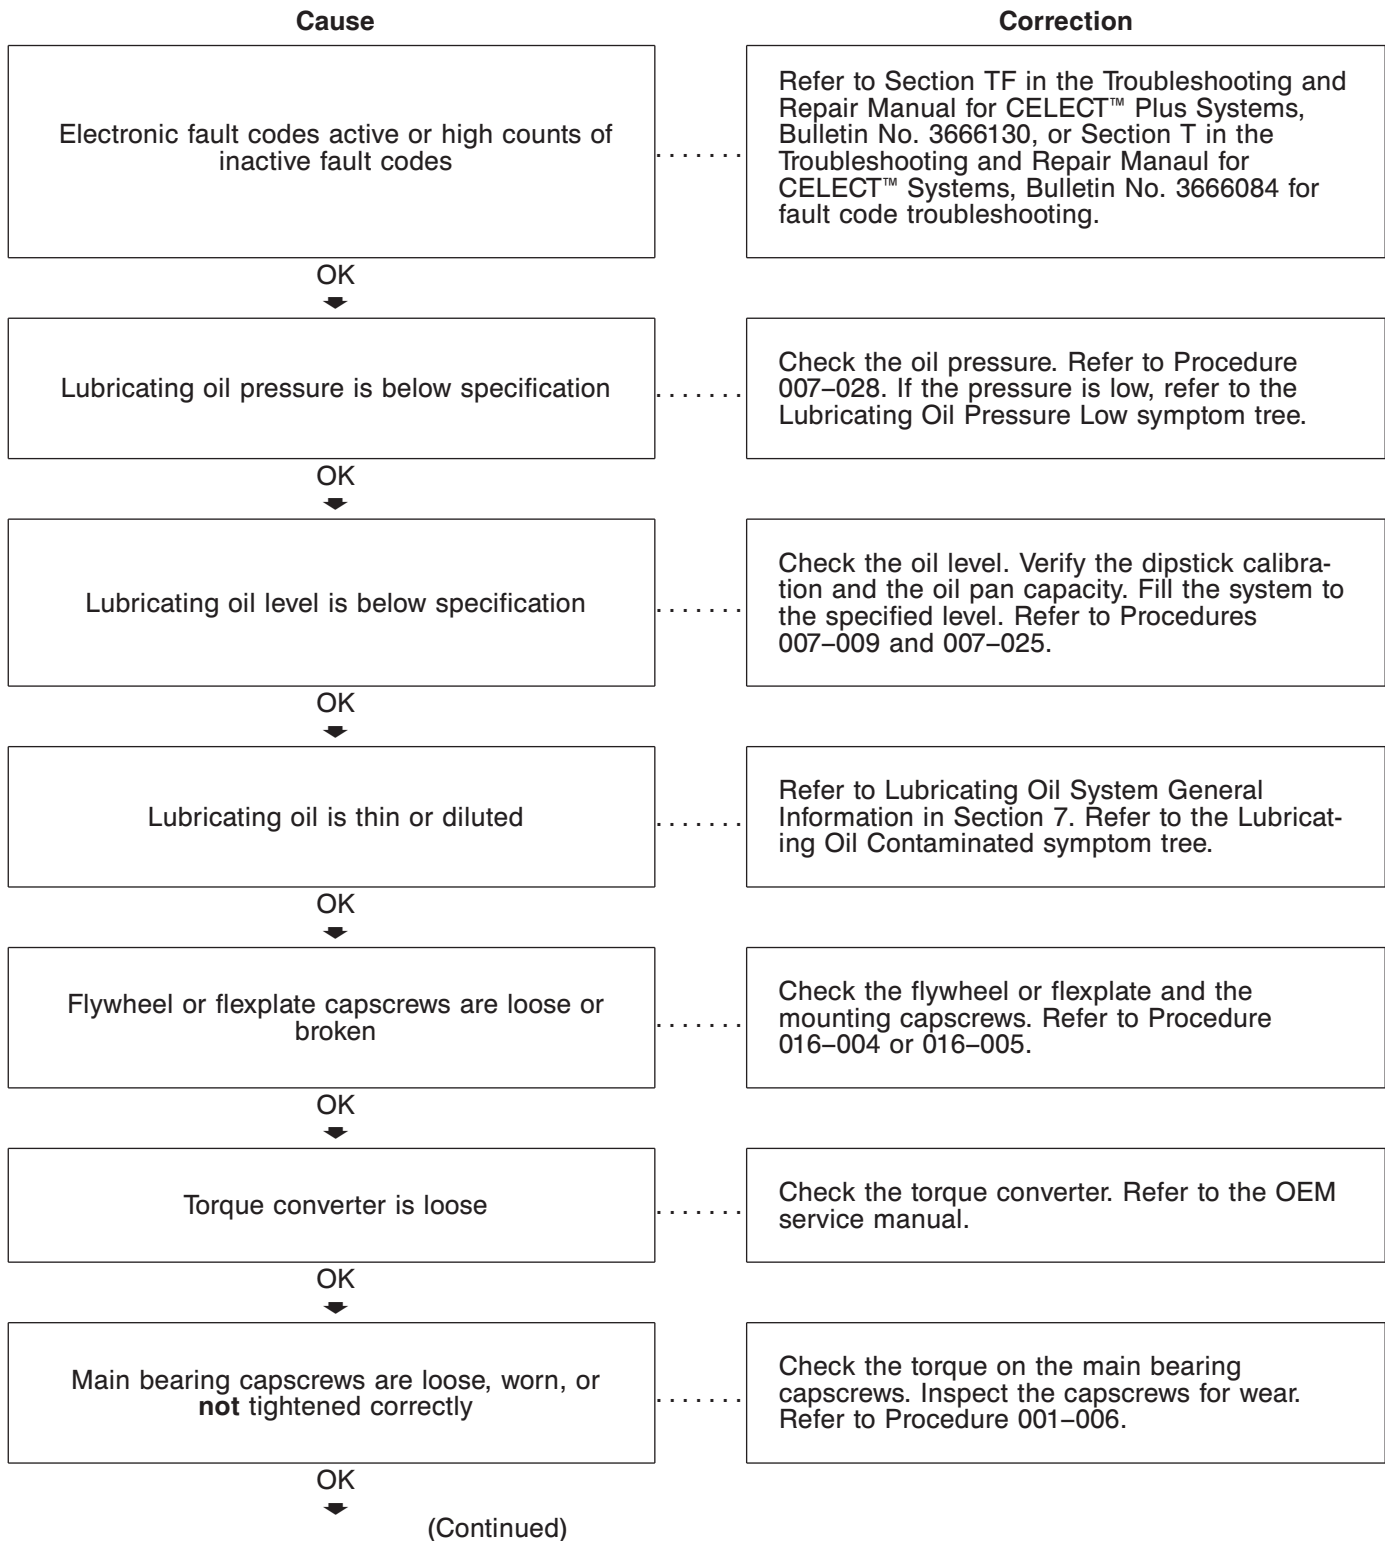 Cause
Correction
Electronic fault codes active or high counts of
inactive fault codes
.......
Refer to Section TF in the Troubleshooting and
Repair Manual for CELECT™ Plus Systems,
Bulletin No. 3666130, or Section T in the
Troubleshooting and Repair Manaul for
CELECT™ Systems, Bulletin No. 3666084 for
fault code troubleshooting.
OK
Lubricating oil pressure is below specification
.......
Check the oil pressure. Refer to Procedure
007–028. If the pressure is low, refer to the
Lubricating Oil Pressure Low symptom tree.
OK
Lubricating oil level is below specification
.......
Check the oil level. Verify the dipstick calibra-
tion and the oil pan capacity. Fill the system to
the specified level. Refer to Procedures
007–009 and 007–025.
OK
Lubricating oil is thin or diluted
.......
Refer to Lubricating Oil System General
Information in Section 7. Refer to the Lubricat-
ing Oil Contaminated symptom tree.
OK
Flywheel or flexplate capscrews are loose or
broken
.......
Check the flywheel or flexplate and the
mounting capscrews. Refer to Procedure
016–004 or 016–005.
OK
Torque converter is loose
.......
Check the torque converter. Refer to the OEM
service manual.
OK
Main bearing capscrews are loose, worn, or
not tightened correctly
.......
Check the torque on the main bearing
capscrews. Inspect the capscrews for wear.
Refer to Procedure 001–006.
OK
(Continued)